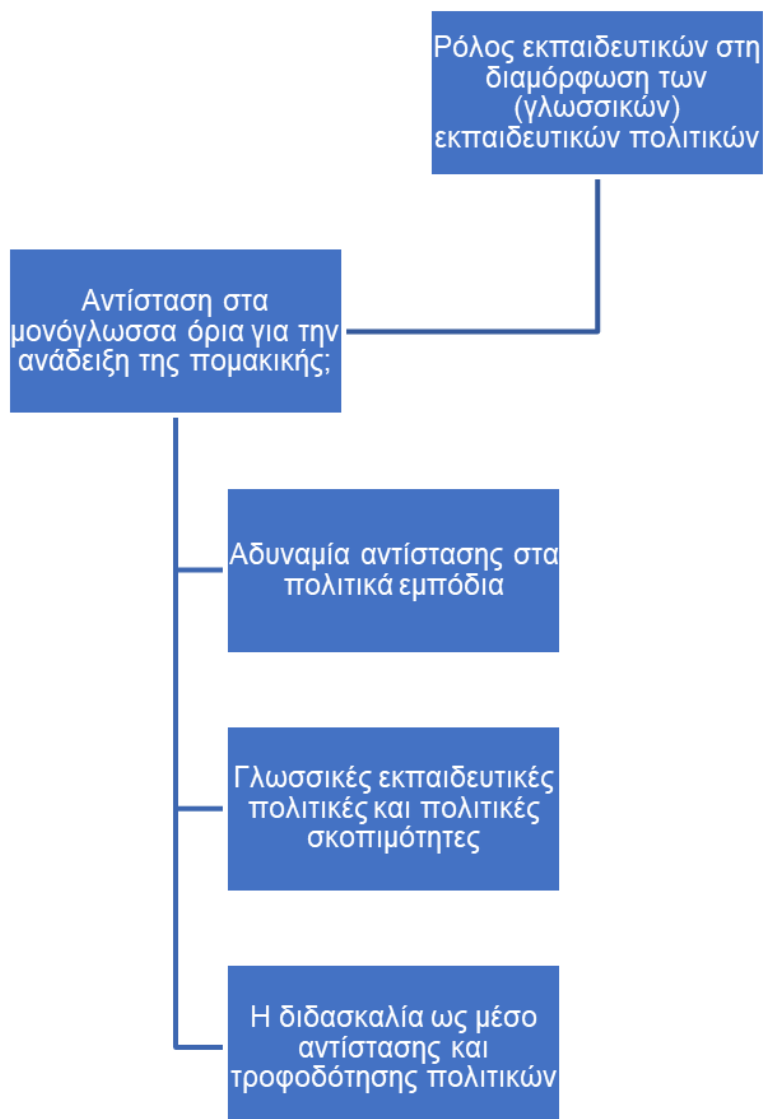 Ρόλος εκπαιδευτικών στη
διαμόρφωση των
(γλωσσικών)
εκπαιδευτικών πολιτικών
Αντίσταση στα
μονόγλωσσα όρια για την
ανάδειξη της πομακικής;
Αδυναμία αντίστασης στα
πολιτικά εμπόδια
Γλωσσικές εκπαιδευτικές
πολιτικές και πολιτικές
σκοπιμότητες
Η διδασκαλία ως μέσο
αντίστασης και
τροφοδότησης πολιτικών